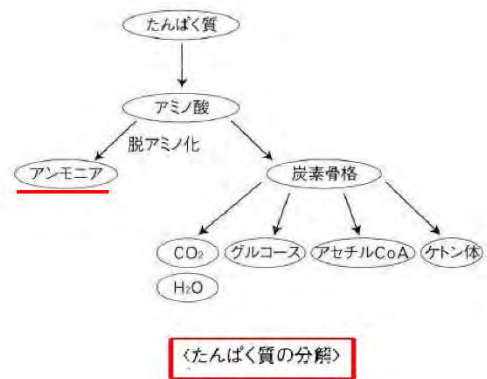 たんぱく質
アミノ酸
脱アミノ化
アンモニア
炭素骨格
CO₂ グルコース アセチルCoA ケトン体
H₂O
〈たんぱく質の分解〉